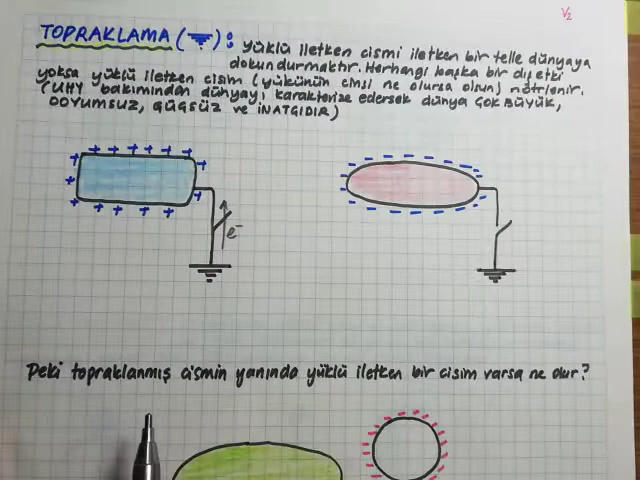 V2
TOPRAKLAMA ( ): yüklü iletken cismi iletken bir telle dünyaya
dokundurmaktır. Herhangi başka bir dış etki
yoksa yüklü iletken cisim (yükünün cinsi ne olursa olsun) nötrlenir.
(UHY bakımından dünyayı karakterize edersek dünya ÇOK BÜYÜK,
DOYUMSUZ, GÜÇSÜZ ve İNATÇIDIR)
e-
Peki topraklanmış cismin yanında yüklü iletken bir cisim varsa ne olur?